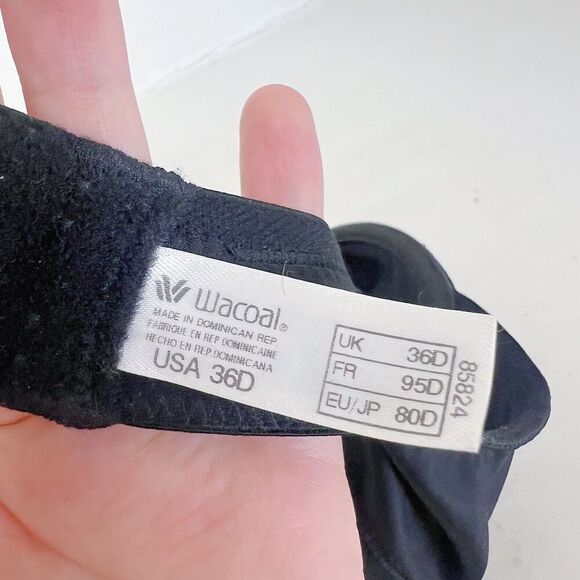 Wacoal®
MADE IN DOMINICAN REP.
FABRIQUE EN REP. DOMINICAINE
HECHO EN REP. DOMINICANA
USA 36D
UK 36D
FR 95D
EU/JP 80D
85824